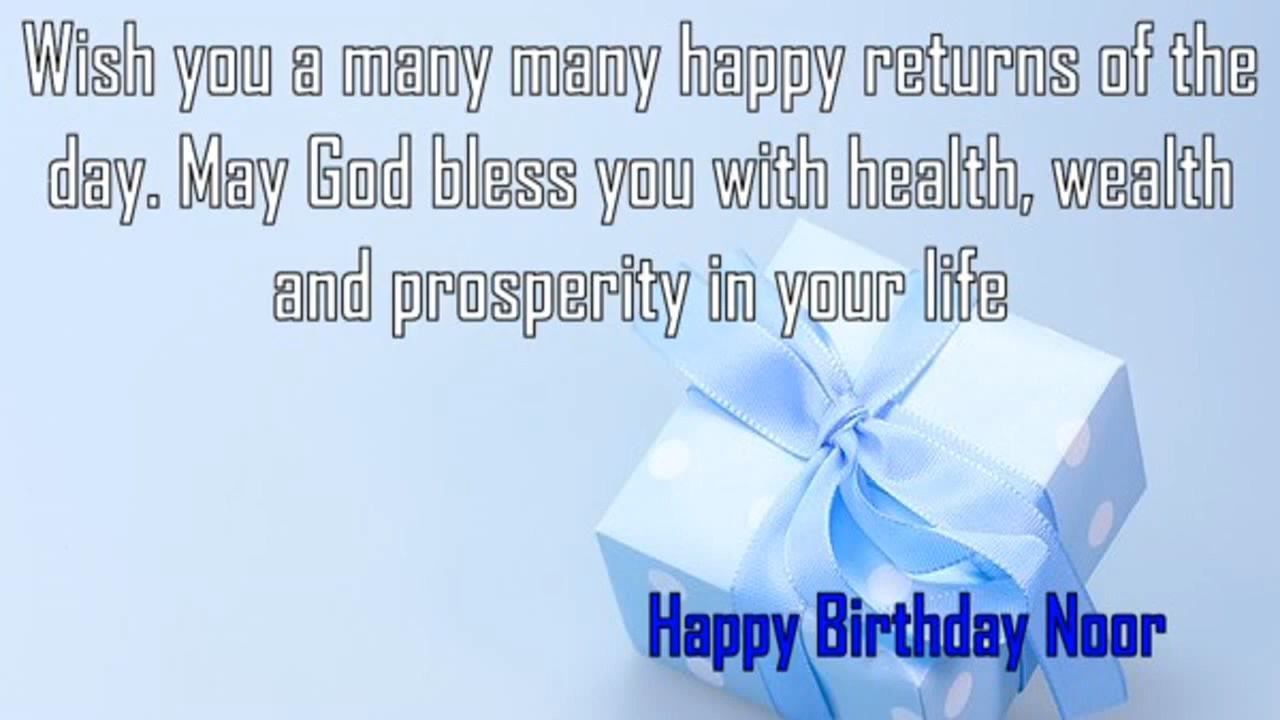 Wish you a many many happy returns of the
day. May God bless you with health, wealth
and prosperity in your life
Happy Birthday Noor